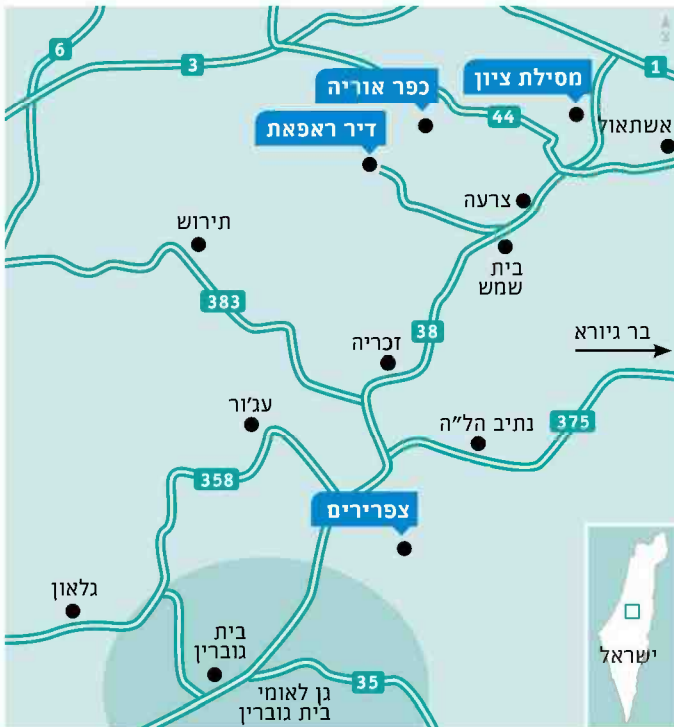 6
3
1
מסילת ציון
כפר אוריה
44
אשתאול
דיר ראפאת
צרעה
תירוש
בית
שמש
383
38
בר גיורא
זכריה
עג'ור
375
נתיב הל"ה
358
צפרירים
גלאון
בית
גוברין
ישראל
35
גן לאומי
בית גוברין